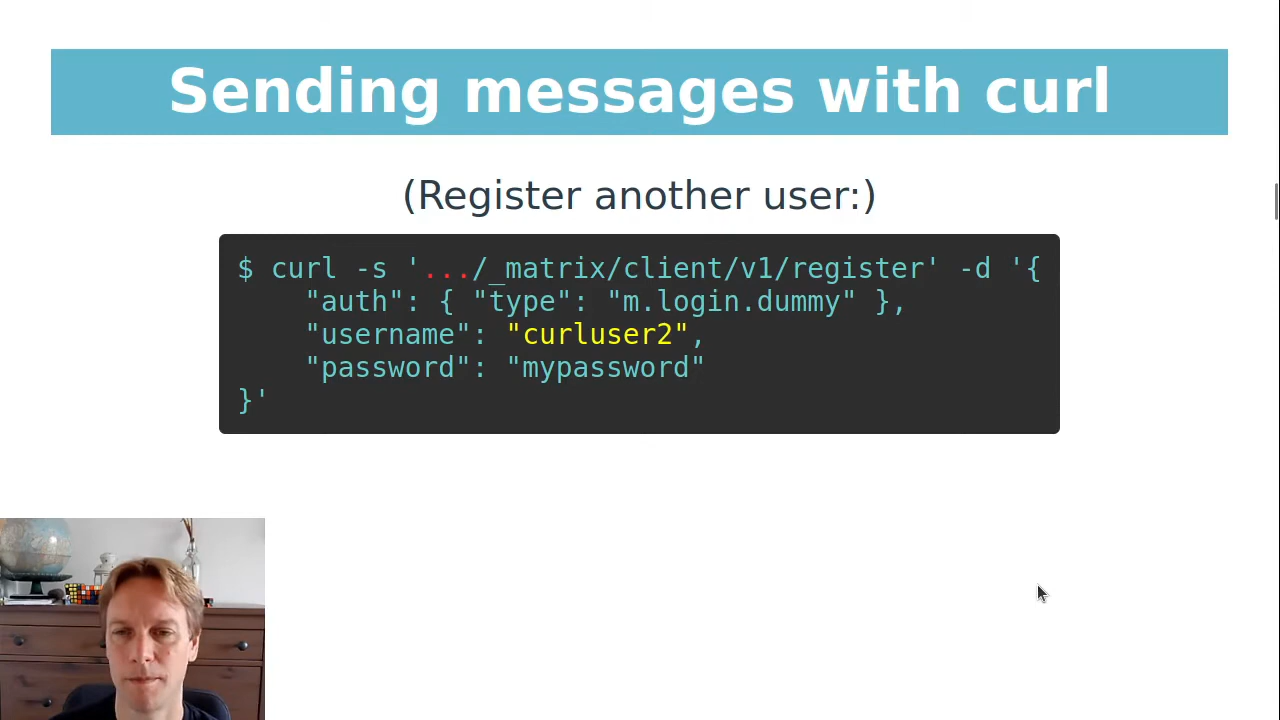 Sending messages with curl
(Register another user:)
$ curl -s '.../_matrix/client/v1/register' -d '{
    "auth": { "type": "m.login.dummy" },
    "username": "curluser2",
    "password": "mypassword"
}'